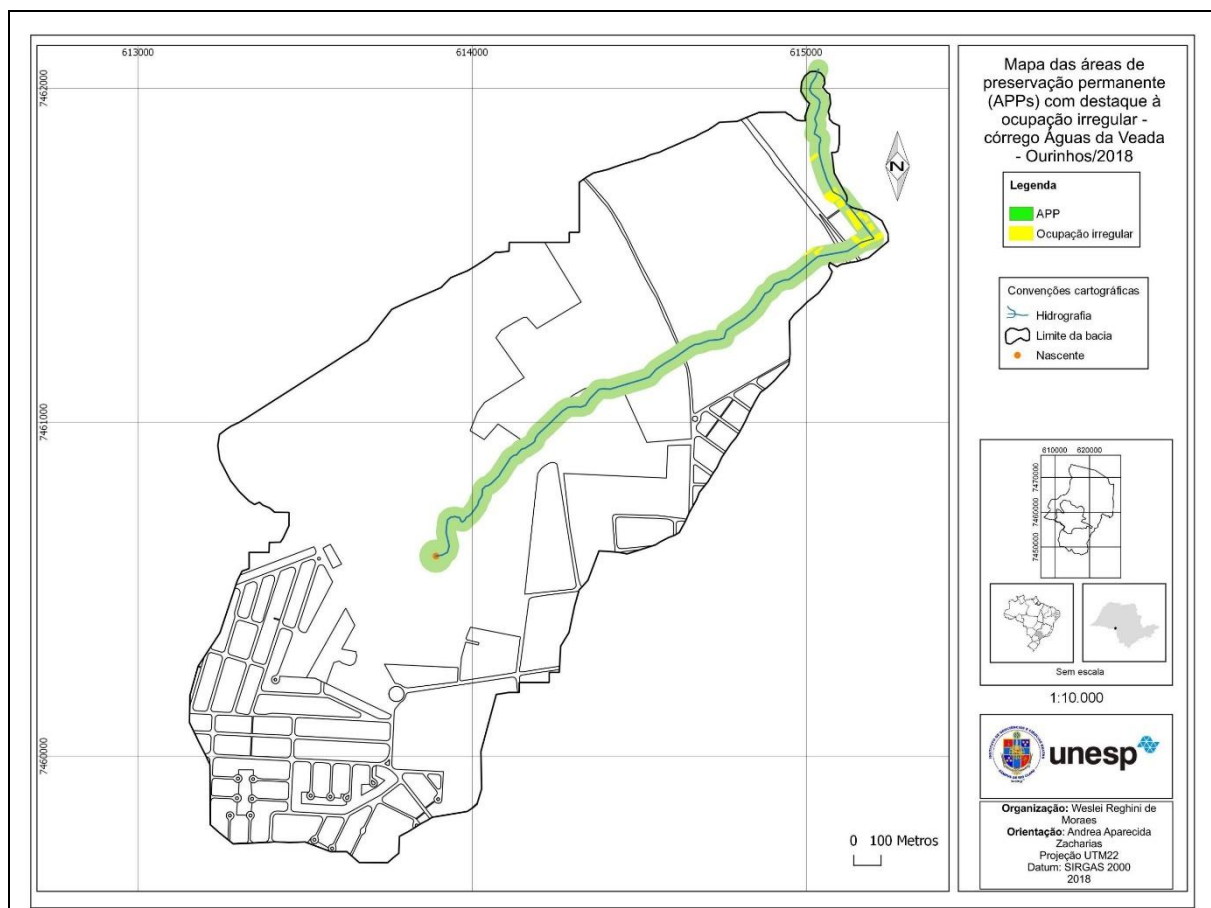 613000
614000
615000
7462000
7461000
7460000
N
0 100 Metros
Mapa das áreas de
preservação permanente
(APPs) com destaque à
ocupação irregular -
córrego Águas da Veada
- Ourinhos/2018
Legenda
APP
Ocupação irregular
Convenções cartográficas
Hidrografia
Limite da bacia
Nascente
610000 620000
7470000
7460000
7450000
Sem escala
1:10.000
unesp
Organização: Weslei Reghini de
Moraes
Orientação: Andrea Aparecida
Zacharias
Projeção UTM22
Datum: SIRGAS 2000
2018